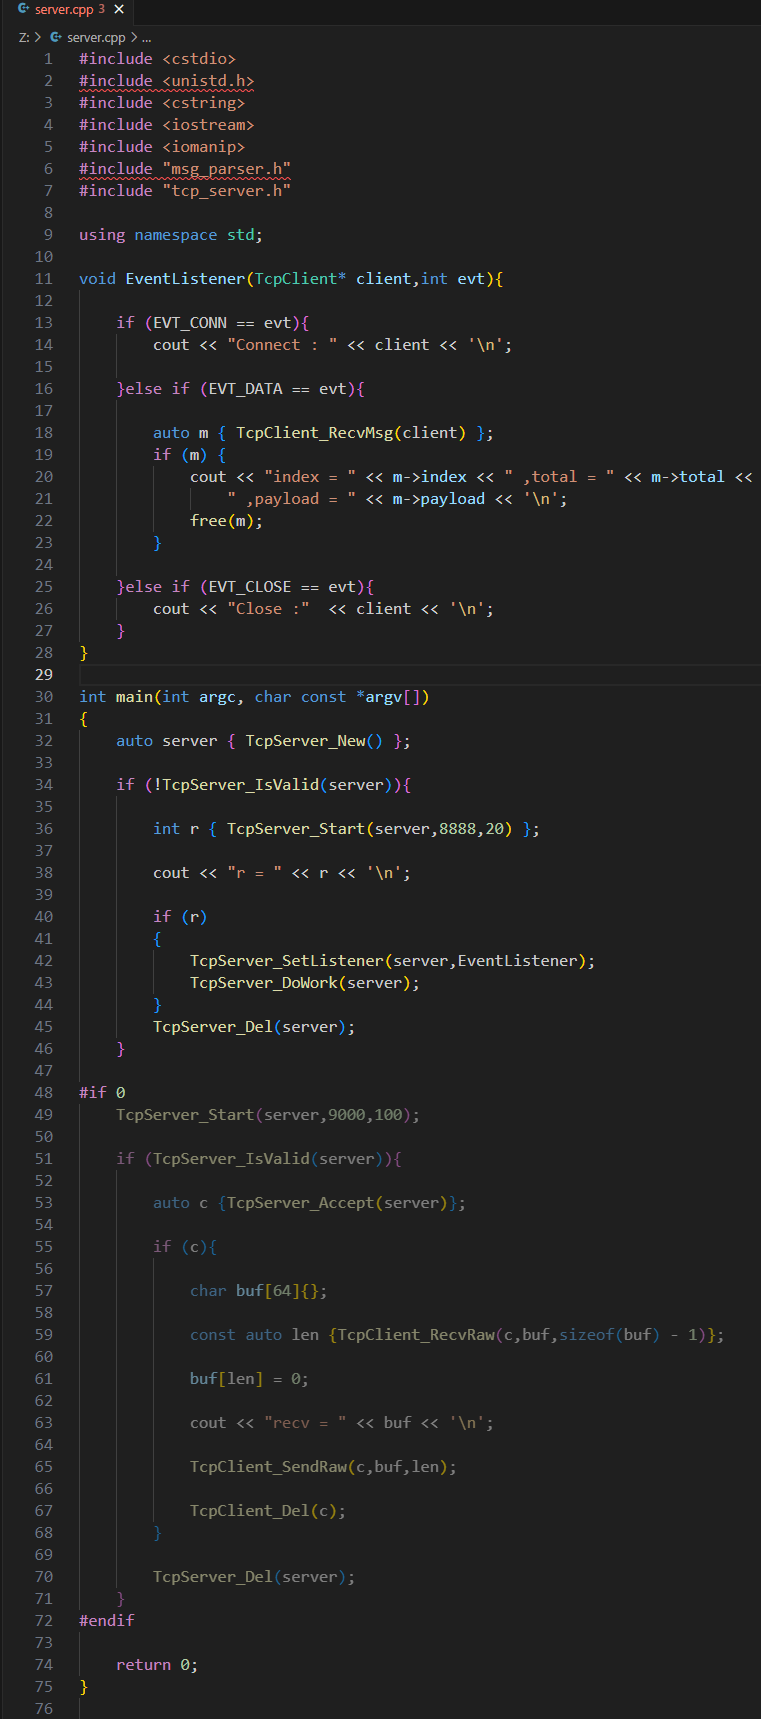 server.cpp 3 ×
Z: > server.cpp > ...
1 #include <cstdio>
2 #include <unistd.h>
3 #include <cstring>
4 #include <iostream>
5 #include <iomanip>
6 #include "msg_parser.h"
7 #include "tcp_server.h"
8
9 using namespace std;
10
11 void EventListener(TcpClient* client,int evt){
12
13     if (EVT_CONN == evt){
14         cout << "Connect : " << client << '\n';
15
16     }else if (EVT_DATA == evt){
17
18         auto m { TcpClient_RecvMsg(client) };
19         if (m) {
20             cout << "index = " << m->index << " ,total = " << m->total <<
21                 " ,payload = " << m->payload << '\n';
22             free(m);
23         }
24
25     }else if (EVT_CLOSE == evt){
26         cout << "Close :"  << client << '\n';
27     }
28 }
29
30 int main(int argc, char const *argv[])
31 {
32     auto server { TcpServer_New() };
33
34     if (!TcpServer_IsValid(server)){
35
36         int r { TcpServer_Start(server,8888,20) };
37
38         cout << "r = " << r << '\n';
39
40         if (r)
41         {
42             TcpServer_SetListener(server,EventListener);
43             TcpServer_DoWork(server);
44         }
45         TcpServer_Del(server);
46     }
47
48 #if 0
49     TcpServer_Start(server,9000,100);
50
51     if (TcpServer_IsValid(server)){
52
53         auto c {TcpServer_Accept(server)};
54
55         if (c){
56
57             char buf[64]{};
58
59             const auto len {TcpClient_RecvRaw(c,buf,sizeof(buf) - 1)};
60
61             buf[len] = 0;
62
63             cout << "recv = " << buf << '\n';
64
65             TcpClient_SendRaw(c,buf,len);
66
67             TcpClient_Del(c);
68         }
69
70         TcpServer_Del(server);
71     }
72 #endif
73
74     return 0;
75 }
76